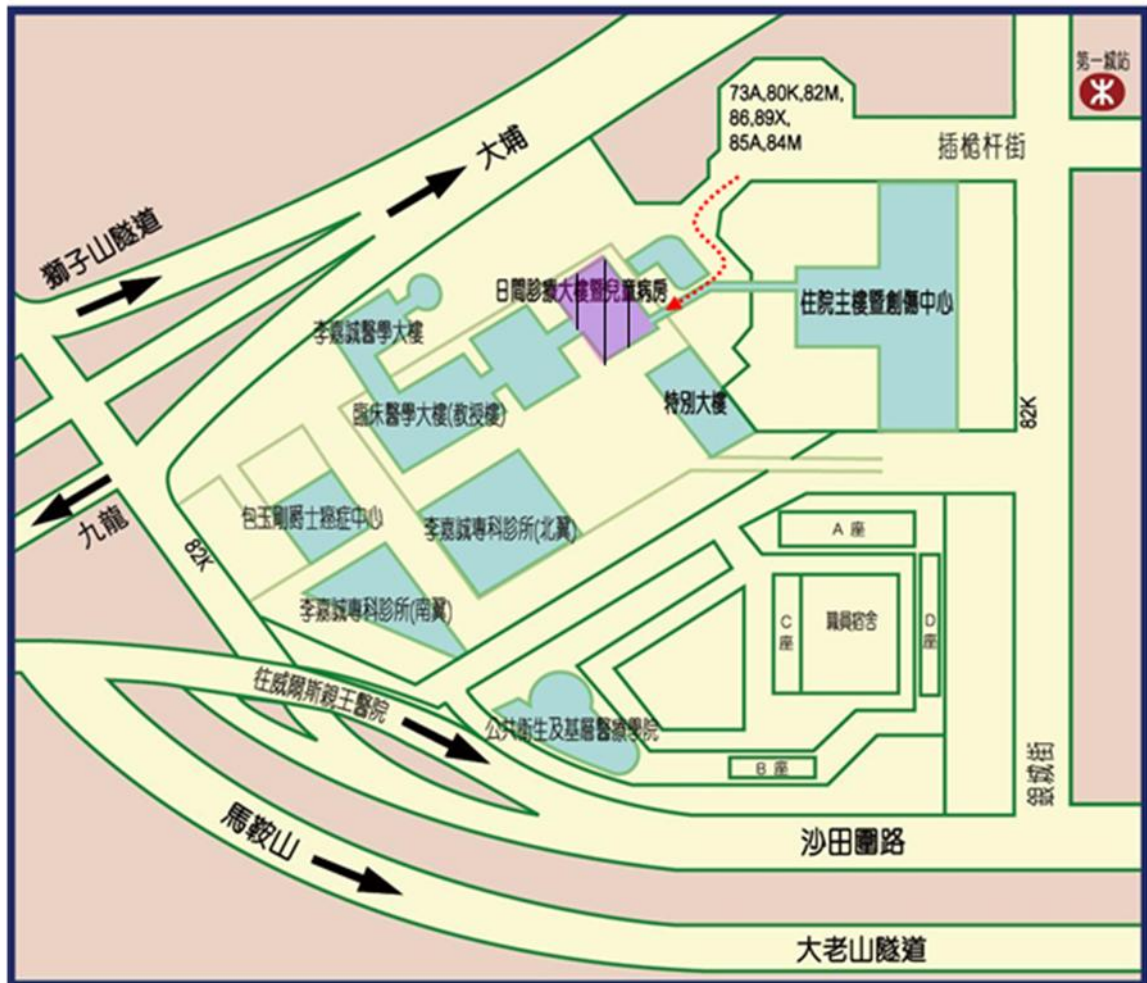 第一城站
73A,80K,82M,
86,89X,
85A,84M
插桅杆街
大埔
獅子山隧道
日間診療大樓暨兒童病房
住院主樓暨創傷中心
李嘉誠醫學大樓
特別大樓
臨床醫學大樓(教授樓)
82K
九龍
82K
包玉剛爵士癌症中心
李嘉誠專科診所(北翼)
A座
李嘉誠專科診所(南翼)
C座
職員宿舍
D座
往威爾斯親王醫院
公共衞生及基層醫療學院
B座
銀城街
馬鞍山
沙田圍路
大老山隧道